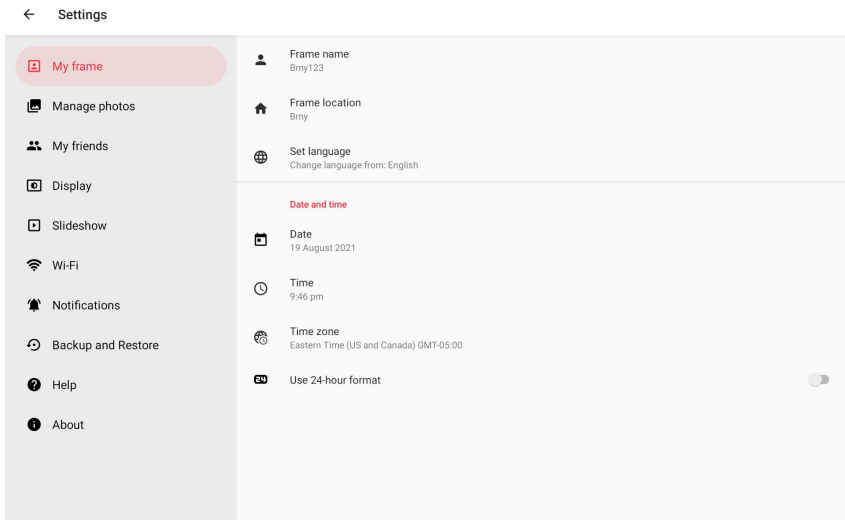 Settings
My frame
Manage photos
My friends
Display
Slideshow
Wi-Fi
Notifications
Backup and Restore
Help
About
Frame name
Bmy123
Frame location
Bmy
Set language
Change language from: English
Date and time
Date
19 August 2021
Time
9:46 pm
Time zone
Eastern Time (US and Canada) GMT-05:00
24
Use 24-hour format